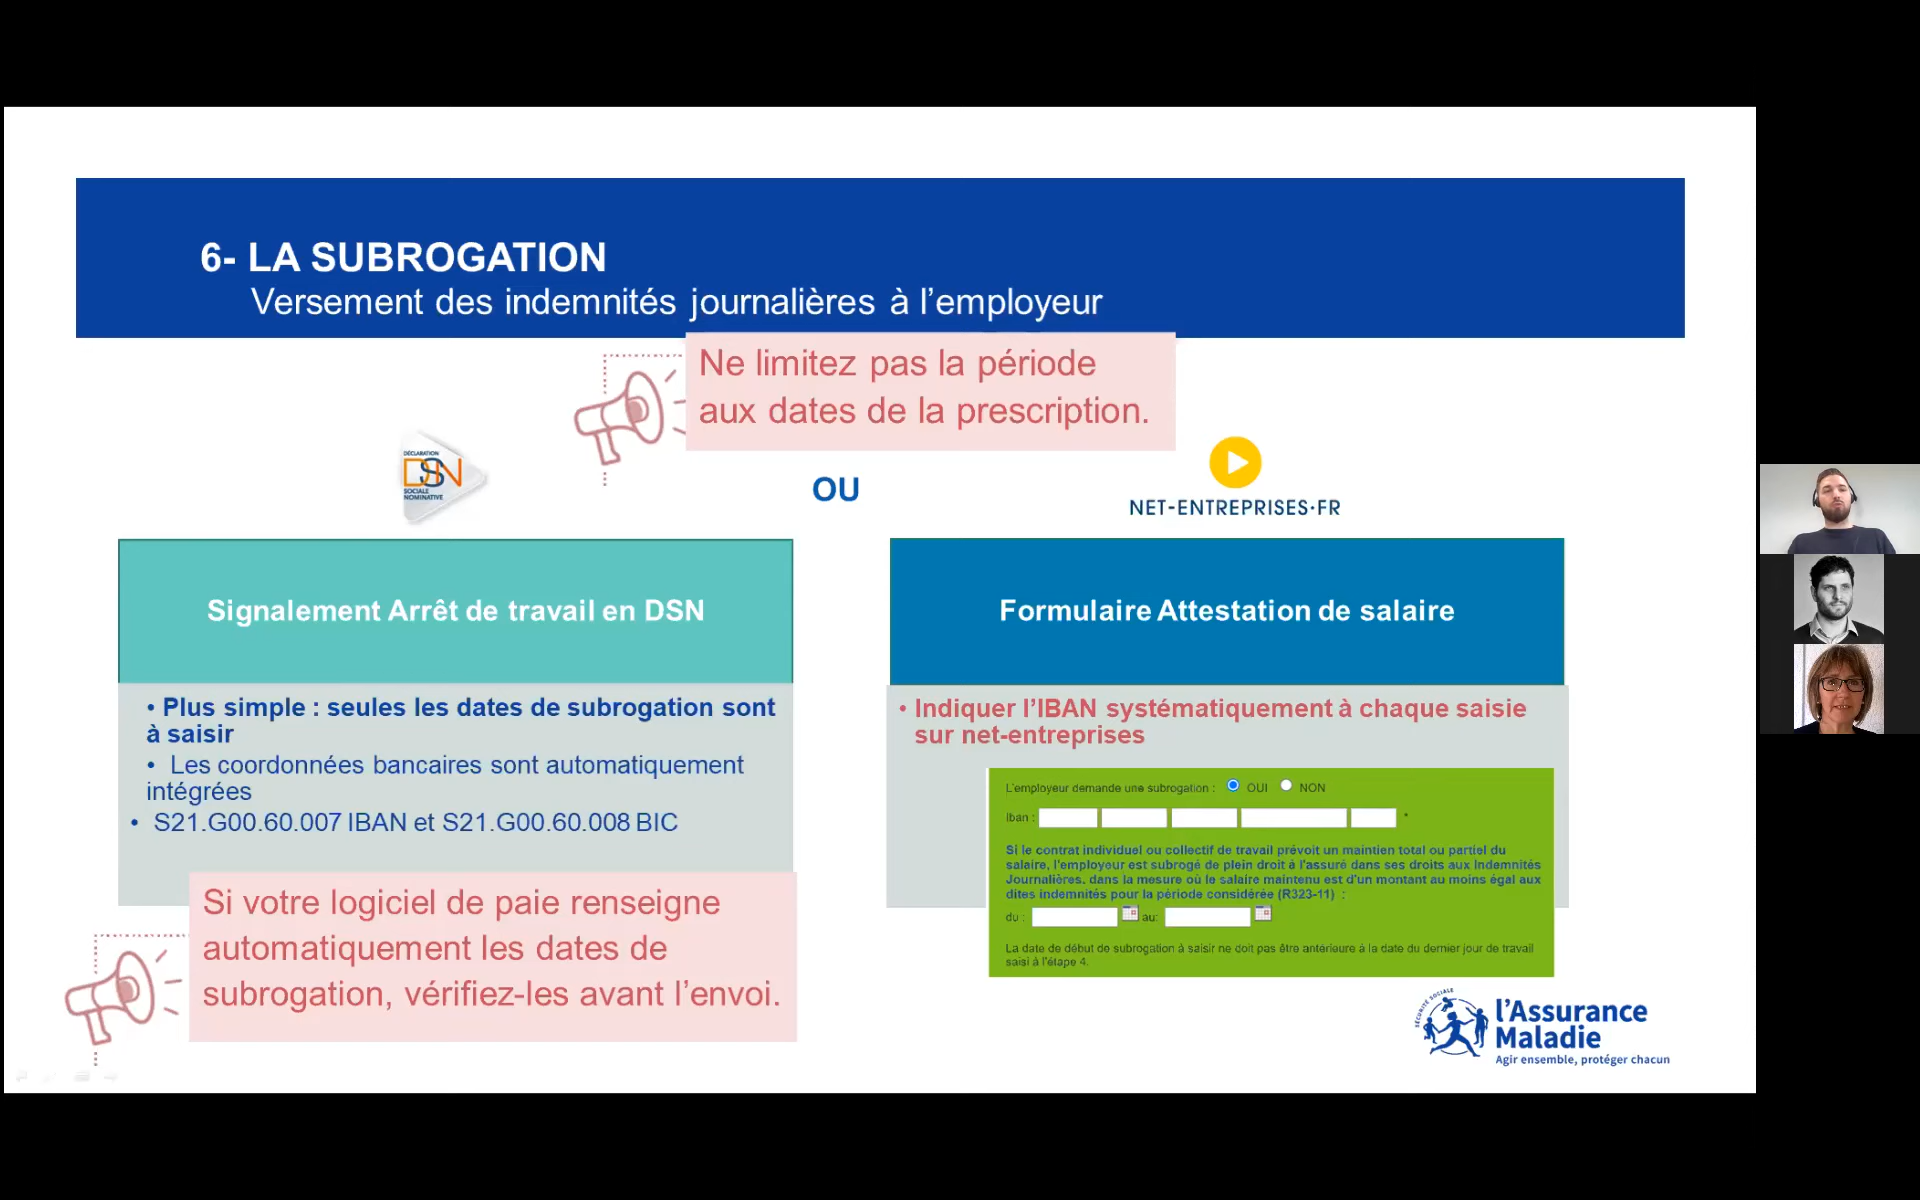 6- LA SUBROGATION
Versement des indemnités journalières à l’employeur
Ne limitez pas la période
aux dates de la prescription.
DÉCLARATION
DSN
SOCIALE
NOMINATIVE
OU
NET-ENTREPRISES·FR
Signalement Arrêt de travail en DSN
• Plus simple : seules les dates de subrogation sont
à saisir
• Les coordonnées bancaires sont automatiquement
intégrées
• S21.G00.60.007 IBAN et S21.G00.60.008 BIC
Si votre logiciel de paie renseigne
automatiquement les dates de
subrogation, vérifiez-les avant l’envoi.
Formulaire Attestation de salaire
• Indiquer l’IBAN systématiquement à chaque saisie
sur net-entreprises
L'employeur demande une subrogation : OUI NON
Iban : *
Si le contrat individuel ou collectif de travail prévoit un maintien total ou partiel du
salaire, l'employeur est subrogé de plein droit à l'assuré dans ses droits aux Indemnités
Journalières. dans la mesure où le salaire maintenu est d'un montant au moins égal aux
dites indemnités pour la période considérée (R323-11) :
du : au:
La date de début de subrogation à saisir ne doit pas être antérieure à la date du dernier jour de travail
saisi à l'étape 4.
SÉCURITÉ SOCIALE
l’Assurance
Maladie
Agir ensemble, protéger chacun